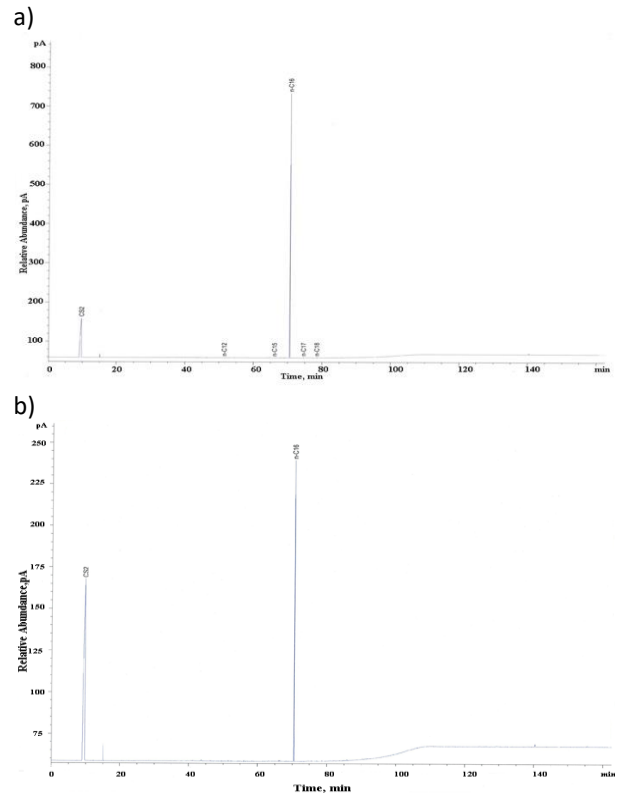 a)
pA
800
700
600
500
400
300
200
100
Relative Abundance, pA
CS2
n-C12
n-C15
n-C16
n-C17
n-C18
0 20 40 60 80 100 120 140 min
Time, min
b)
pA
250
225
200
175
150
125
100
75
Relative Abundance,pA
CS2
n-C16
0 20 40 60 80 100 120 140 min
Time, min